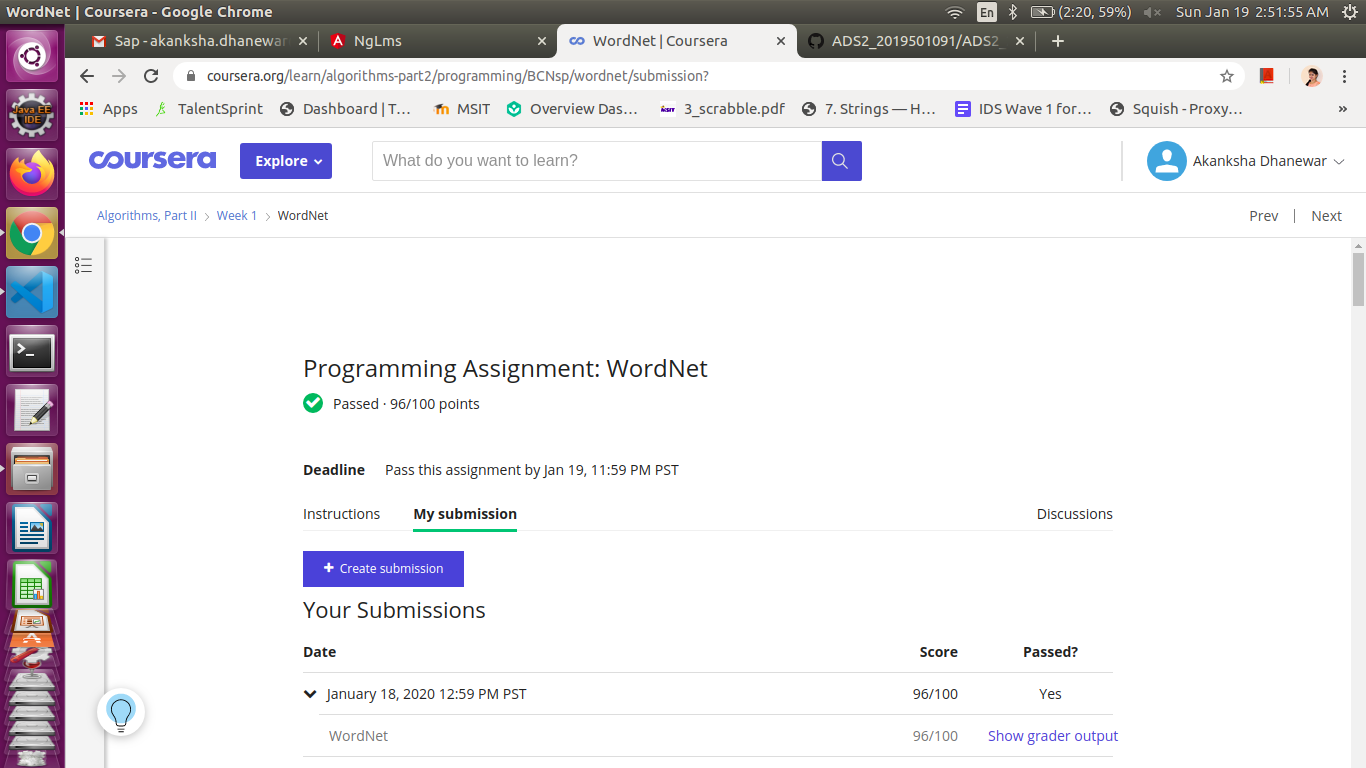 WordNet | Coursera - Google Chrome
En
(2:20, 59%)
Sun Jan 19 2:51:55 AM
Sap - akanksha.dhanewar
NgLms
WordNet | Coursera
ADS2_2019501091/ADS2_
coursera.org/learn/algorithms-part2/programming/BCNsp/wordnet/submission?
Apps
TalentSprint
Dashboard | T...
MSIT
Overview Das...
3_scrabble.pdf
7. Strings — H...
IDS Wave 1 for...
Squish - Proxy...
»
Java EE
IDE
coursera
Explore
What do you want to learn?
Akanksha Dhanewar
Algorithms, Part II > Week 1 > WordNet
Prev | Next
Programming Assignment: WordNet
Passed · 96/100 points
Deadline Pass this assignment by Jan 19, 11:59 PM PST
Instructions My submission Discussions
+ Create submission
Your Submissions
Date Score Passed?
January 18, 2020 12:59 PM PST 96/100 Yes
WordNet 96/100 Show grader output